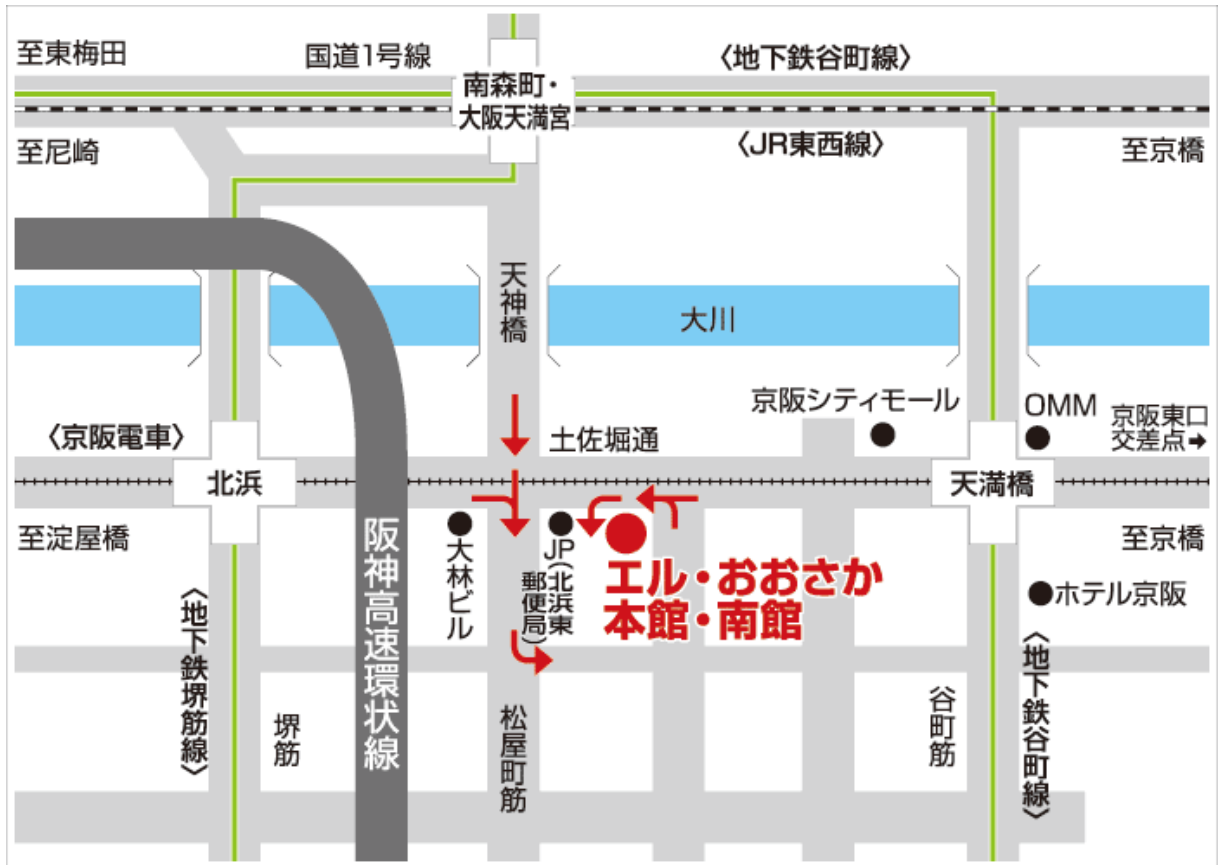 至東梅田
国道1号線
〈地下鉄谷町線〉
南森町・
大阪天満宮
至尼崎
〈JR東西線〉
至京橋
天神橋
大川
京阪シティモール
OMM
京阪東口
交差点➡
〈京阪電車〉
土佐堀通
北浜
天満橋
至淀屋橋
阪神高速環状線
大林ビル
JP(北浜東
郵便局)
エル・おおさか
本館・南館
至京橋
ホテル京阪
〈地下鉄堺筋線〉
堺筋
松屋町筋
谷町筋
〈地下鉄谷町線〉